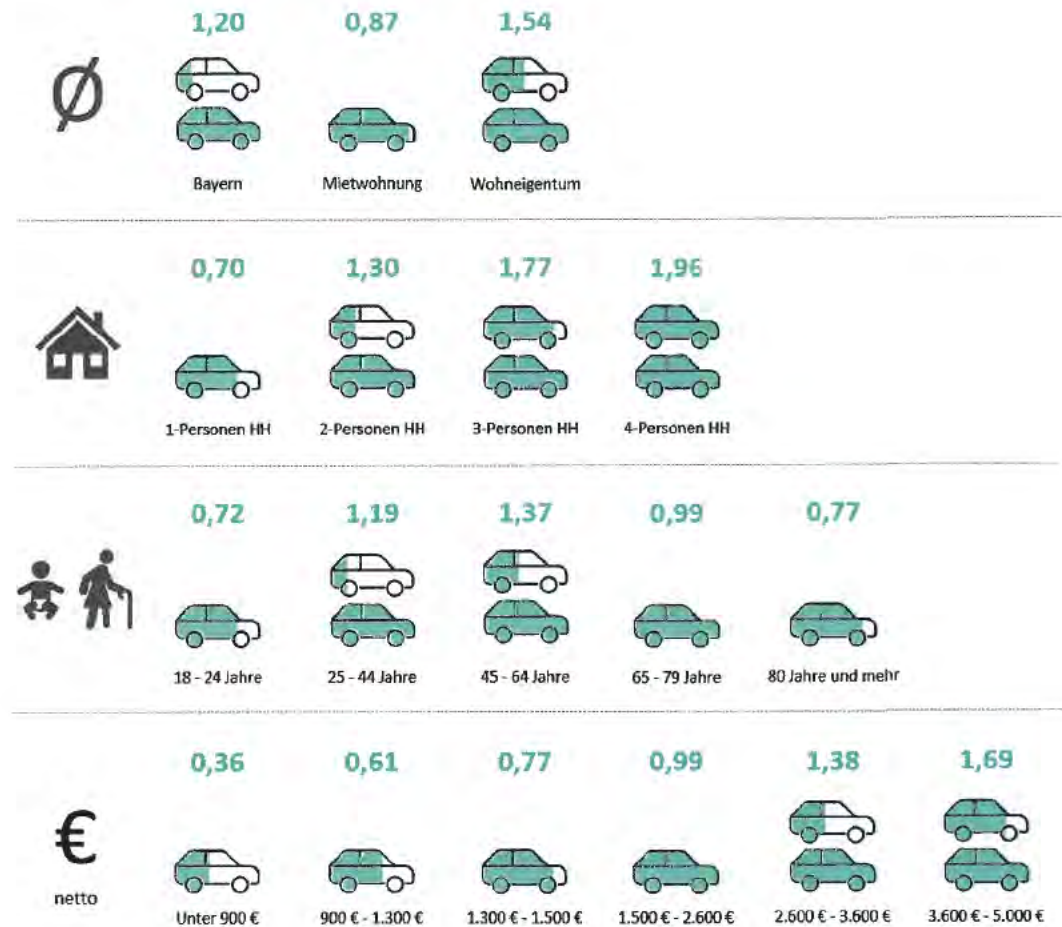 1,20 0,87 1,54
Ø
Bayern Mietwohnung Wohneigentum
0,70 1,30 1,77 1,96
1-Personen HH 2-Personen HH 3-Personen HH 4-Personen HH
0,72 1,19 1,37 0,99 0,77
18 - 24 Jahre 25 - 44 Jahre 45 - 64 Jahre 65 - 79 Jahre 80 Jahre und mehr
0,36 0,61 0,77 0,99 1,38 1,69
€
netto
Unter 900 € 900 € - 1.300 € 1.300 € - 1.500 € 1.500 € - 2.600 € 2.600 € - 3.600 € 3.600 € - 5.000 €